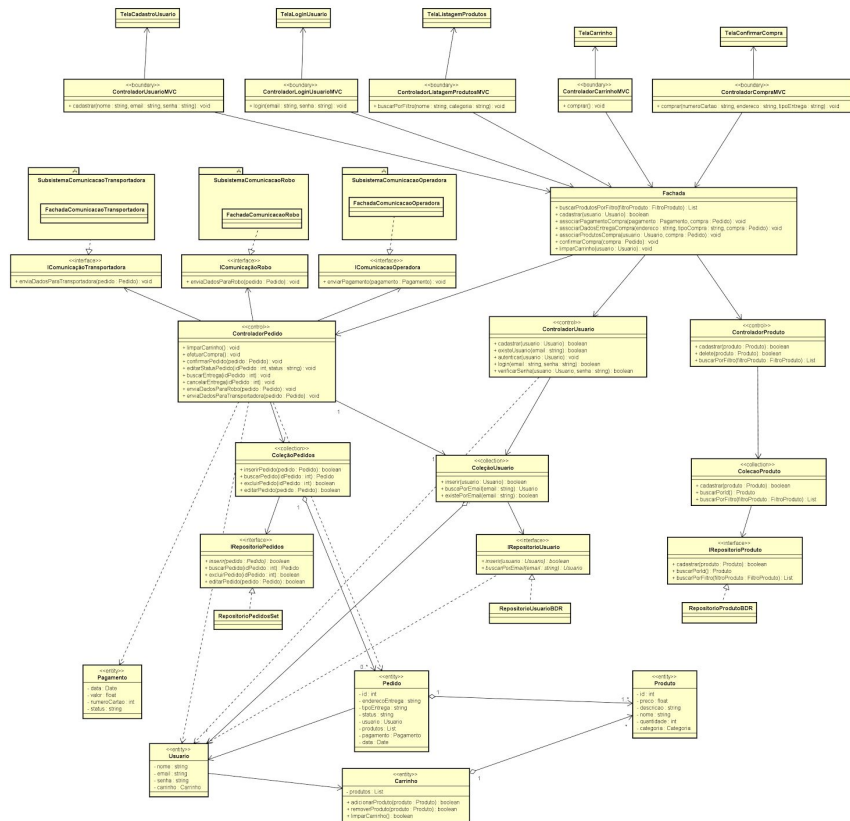 TelaCadastroUsuario
TelaLoginUsuario
TelaListagemProdutos
TelaCarrinho
TelaConfirmarCompra
<<boundary>>
ControladorUsuarioMVC
+ cadastrar(nome : string, email : string, senha : string) : void
<<boundary>>
ControladorLoginUsuarioMVC
+ login(email : string, senha : string) : void
<<boundary>>
ControladorListagemProdutosMVC
+ buscarPorFiltro(nome : string, categoria : string) : void
<<boundary>>
ControladorCarrinhoMVC
+ comprar() : void
<<boundary>>
ControladorCompraMVC
+ comprar(numeroCartao : string, endereco : string, tipoEntrega : string) : void
SubsistemaComunicacaoTransportadora
FachadaComunicacaoTransportadora
SubsistemaComunicacaoRobo
FachadaComunicacaoRobo
SubsistemaComunicacaoOperadora
FachadaComunicacaoOperadora
Fachada
+ buscarProdutosPorFiltro(filtroProduto : FiltroProduto) : List
+ cadastrar(usuario : Usuario) : boolean
+ associarPagamentoCompra(pagamento : Pagamento, compra : Pedido) : void
+ associarDadosEntregaCompra(endereco : string, tipoCompra : string, compra : Pedido) : void
+ associarProdutosCompra(usuario : Usuario, compra : Pedido) : void
+ confirmarCompra(compra : Pedido) : void
+ limparCarrinho(usuario : Usuario) : void
<<interface>>
IComunicaçãoTransportadora
+ enviaDadosParaTransportadora(pedido : Pedido) : void
<<interface>>
IComunicaçãoRobo
+ enviaDadosParaRobo(pedido : Pedido) : void
<<interface>>
IComunicacaoOperadora
+ enviarPagamento(pagamento : Pagamento) : void
<<control>>
ControladorPedido
+ limparCarrinho() : void
+ efetuarCompra() : void
+ confirmarPedido(pedido : Pedido) : void
+ editarStatusPedido(idPedido : int, status : string) : void
+ buscarEntrega(idPedido : int) : void
+ cancelarEntrega(idPedido : int) : void
+ enviaDadosParaRobo(pedido : Pedido) : void
+ enviaDadosParaTransportadora(pedido : Pedido) : void
<<control>>
ControladorUsuario
+ cadastrar(usuario : Usuario) : boolean
+ existeUsuario(email : string) : boolean
+ autenticar(usuario : Usuario) : void
+ login(email : string, senha : string) : boolean
+ verificarSenha(usuario : Usuario, senha : string) : boolean
<<control>>
ControladorProduto
+ cadastrar(produto : Produto) : boolean
+ delete(produto : Produto) : boolean
+ buscarPorFiltro(filtroProduto : FiltroProduto) : List
1
1
<<collection>>
ColeçãoPedidos
+ inserirPedido(pedido : Pedido) : boolean
+ buscarPedido(idPedido : int) : Pedido
+ excluirPedido(idPedido : int) : boolean
+ editarPedido(pedido : Pedido) : boolean
<<collection>>
ColeçãoUsuario
+ inserir(usuario : Usuario) : boolean
+ buscarPorEmail(email : string) : Usuario
+ existePorEmail(email : string) : boolean
<<collection>>
ColecaoProduto
+ cadastrar(produto : Produto) : boolean
+ buscarPorId() : Produto
+ buscarPorFiltro(filtroProduto : FiltroProduto) : List
1
<<interface>>
IRepositorioPedidos
+ inserir(pedido : Pedido) : boolean
+ buscarPedido(idPedido : int) : Pedido
+ excluirPedido(idPedido : int) : boolean
+ editarPedido(pedido : Pedido) : boolean
<<interface>>
IRepositorioUsuario
+ inserir(usuario : Usuario) : boolean
+ buscarPorEmail(email : string) : Usuario
<<interface>>
IRepositorioProduto
+ cadastrar(produto : Produto) : boolean
+ buscarPorId() : Produto
+ buscarPorFiltro(filtroProduto : FiltroProduto) : List
RepositorioPedidosSet
RepositorioUsuarioBDR
RepositorioProdutoBDR
<<entity>>
Pagamento
- data : Date
- valor : float
- numeroCartao : int
- status : string
0..*
<<entity>>
Pedido
- id : int
- enderecoEntrega : string
- tipoEntrega : string
- status : string
- usuario : Usuario
- produtos : List
- pagamento : Pagamento
- date : Date
1
1..*
<<entity>>
Produto
- id : int
- preco : float
- descricao : string
- nome : string
- quantidade : int
- categoria : Categoria
*
<<entity>>
Usuario
- nome : string
- email : string
- senha : string
- carrinho : Carrinho
<<entity>>
Carrinho
- produtos : List
+ adicionarProduto(produto : Produto) : boolean
+ removerProduto(produto : Produto) : boolean
+ limparCarrinho() : boolean
1